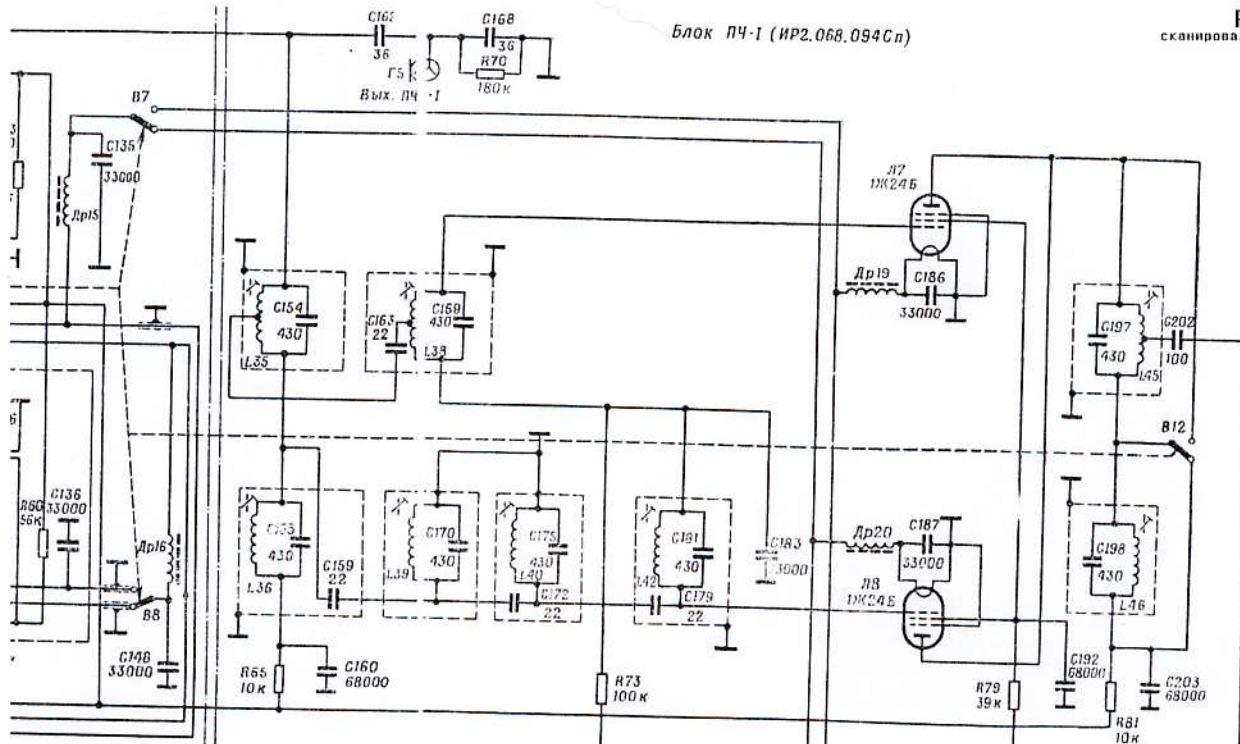 C162
36
C168
36
R70
180к
Г5
Вых. ПЧ-I
Блок ПЧ-I (ИР2.068.094Сп)
сканирова
В7
C135
33000
Др15
Л7
1Ж24Б
Др19
C186
33000
C154
430
L35
C163
22
C169
430
L38
C197
430
L45
C202
100
В12
R60
56к
C136
33000
Др16
В8
C148
33000
430
L36
C159
22
C170
430
L39
C175
430
L40
C172
22
C181
430
L42
C179
22
C183
Др20
C187
33000
Л8
1Ж24Б
C198
430
L46
R65
10к
C160
68000
R73
100к
R79
39к
C192
68000
R81
10к
C203
68000